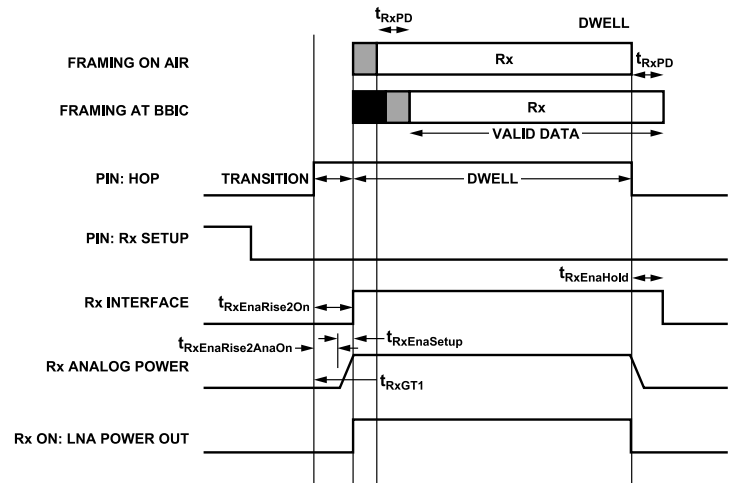 tRxPD
DWELL
FRAMING ON AIR
Rx
tRxPD
FRAMING AT BBIC
Rx
VALID DATA
PIN: HOP
TRANSITION
DWELL
PIN: Rx SETUP
tRxEnaHold
Rx INTERFACE
tRxEnaRise2On
tRxEnaRise2AnaOn
tRxEnaSetup
Rx ANALOG POWER
tRxGT1
Rx ON: LNA POWER OUT